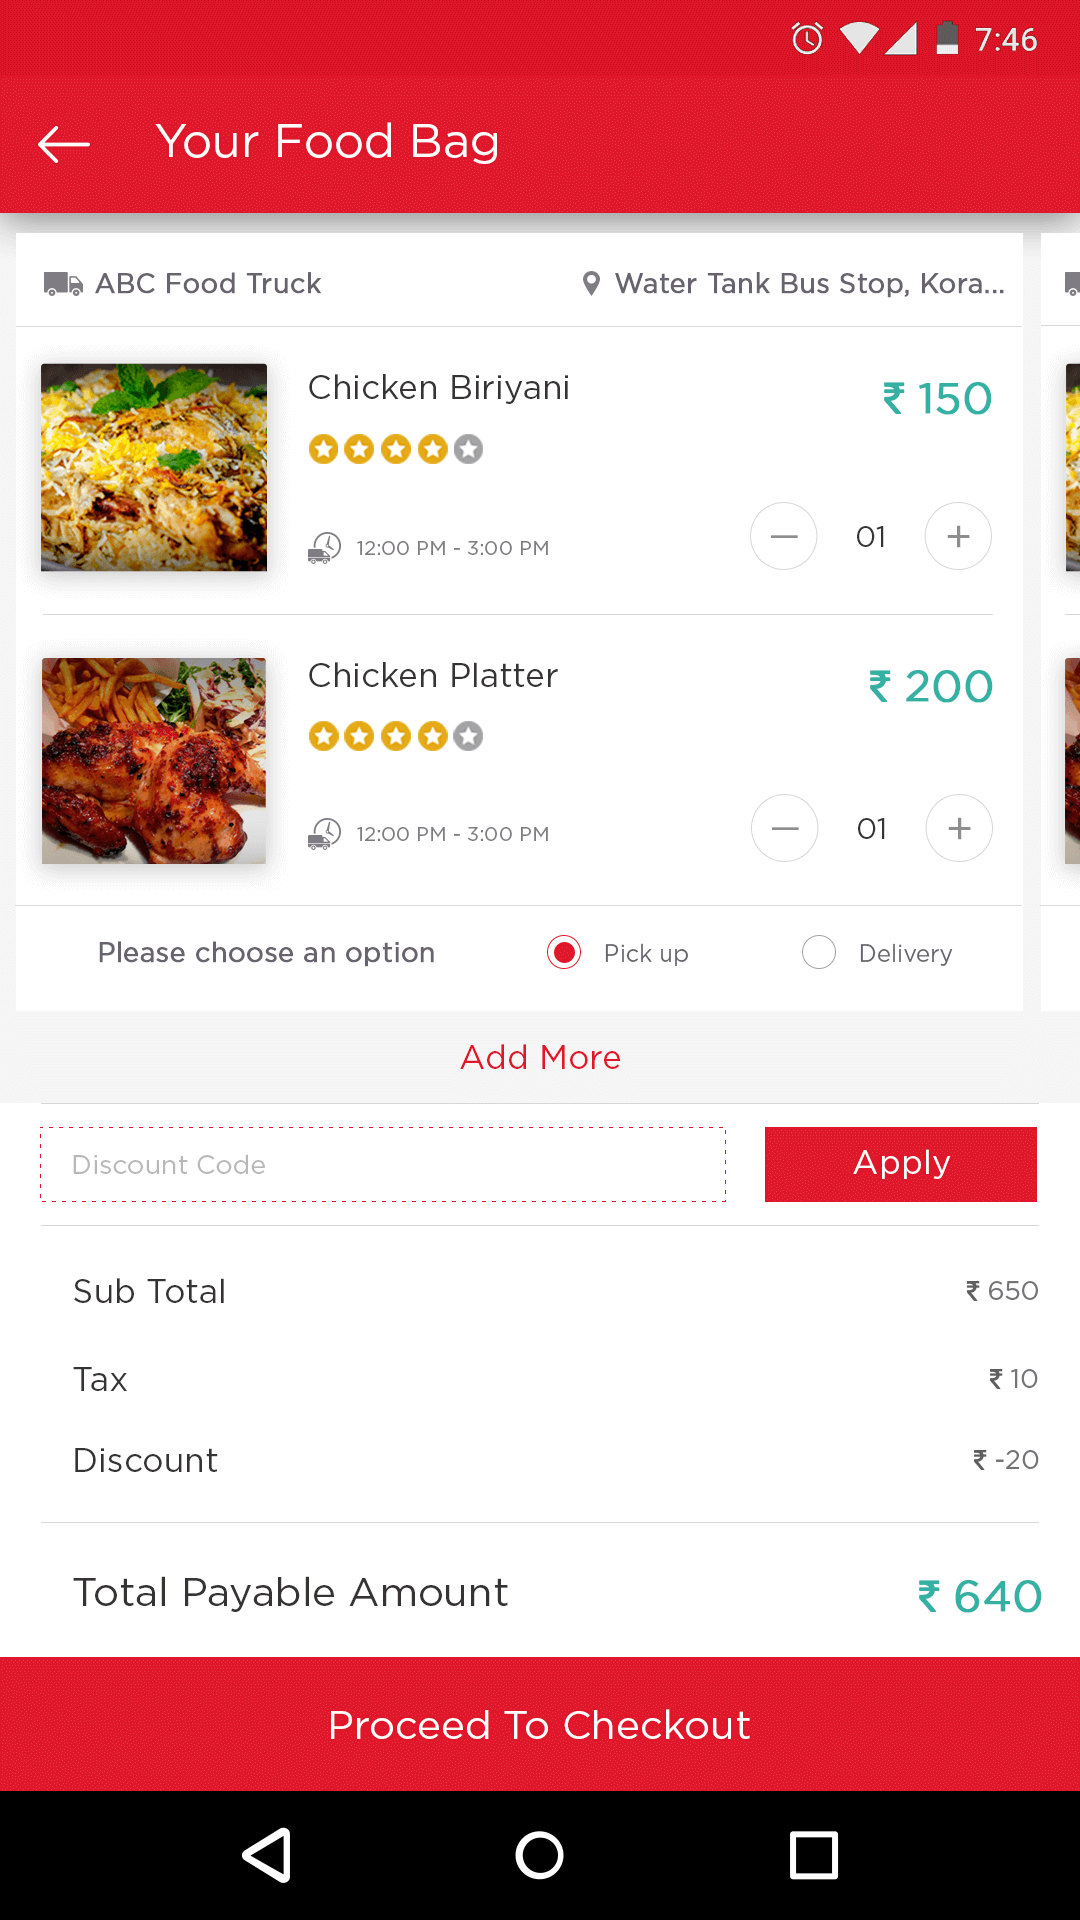 7:46
Your Food Bag
ABC Food Truck
Water Tank Bus Stop, Kora...
Chicken Biriyani
₹ 150
12:00 PM - 3:00 PM
01
Chicken Platter
₹ 200
12:00 PM - 3:00 PM
01
Please choose an option
Pick up
Delivery
Add More
Discount Code
Apply
Sub Total
₹ 650
Tax
₹ 10
Discount
₹ -20
Total Payable Amount
₹ 640
Proceed To Checkout